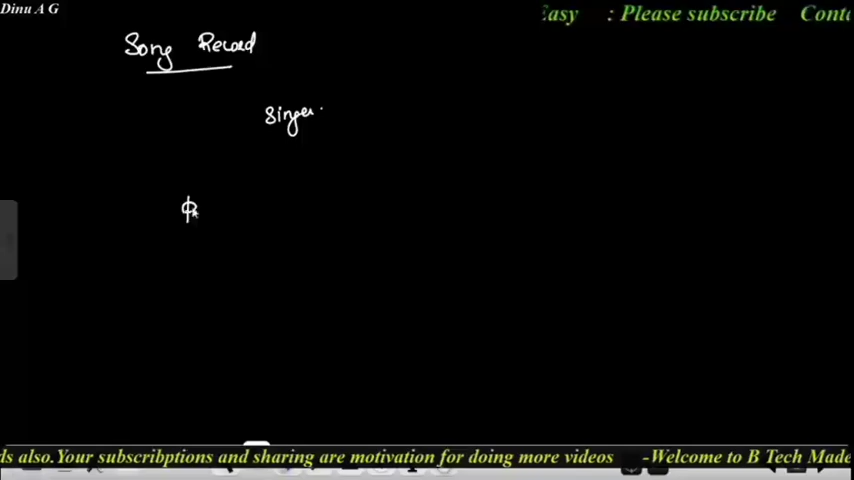 Dinu A G
Easy : Please subscribe
Song Record
Singer
ds also.Your subscribptions and sharing are motivation for doing more videos -Welcome to B Tech Made